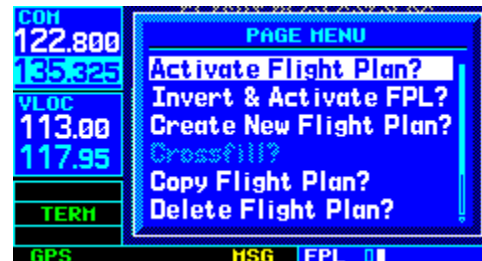 COM
122.800
135.325
VLOC
113.00
117.95
TERM
GPS
PAGE MENU
Activate Flight Plan?
Invert & Activate FPL?
Create New Flight Plan?
Crossfill?
Copy Flight Plan?
Delete Flight Plan?
MSG
FPL